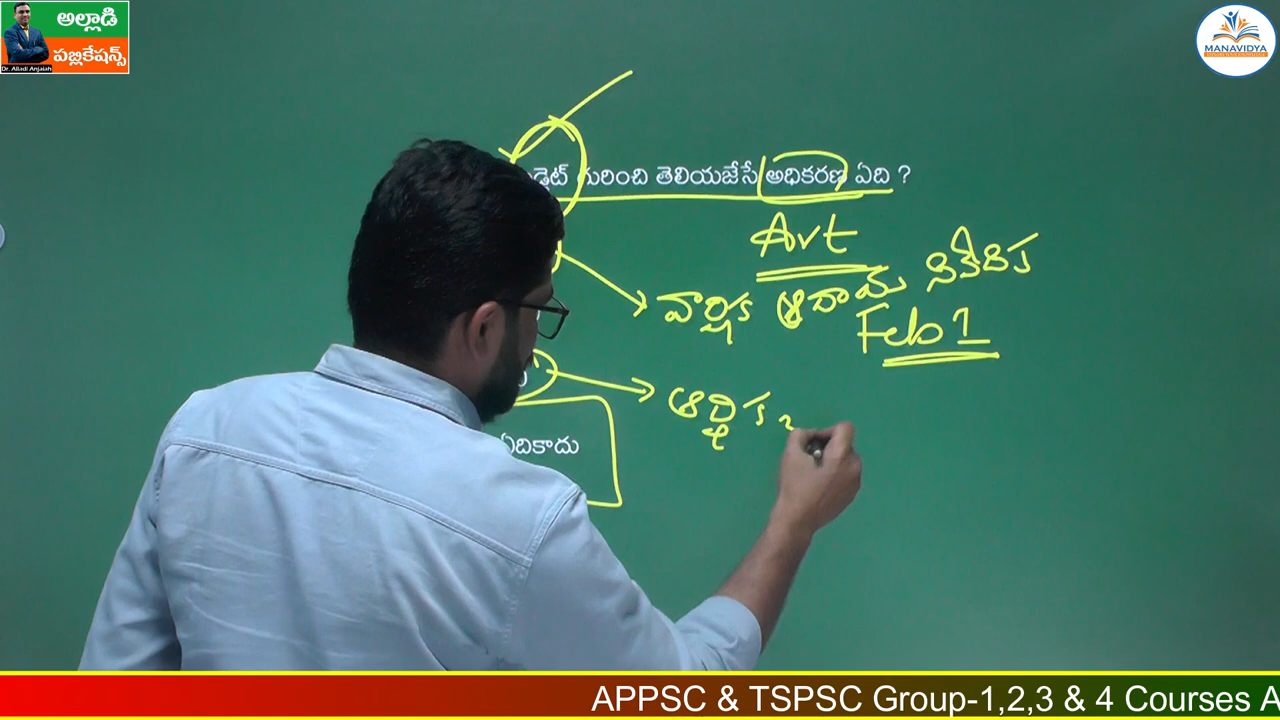 అల్లాడి
పబ్లికేషన్స్
Dr. Alladi Anjaiah
MANAVIDYA
గురించి తెలియజేసే అధికరణ ఏది ?
Art
వార్షిక ఆదాయ నివేదిక
Feb 1
ఆర్థిక
ఏదికాదు
APPSC & TSPSC Group-1,2,3 & 4 Courses A